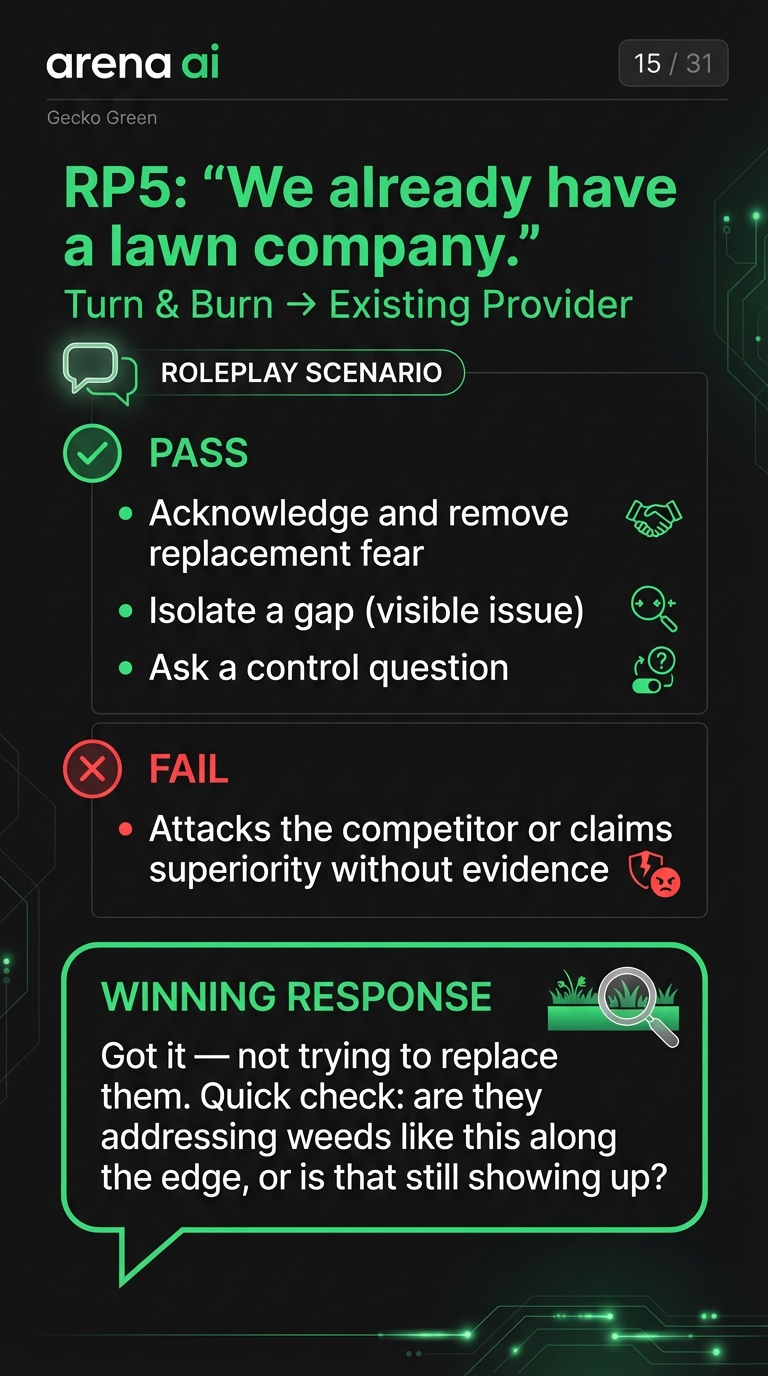 arena ai
15 / 31
Gecko Green
RP5: “We already have
a lawn company.”
Turn & Burn → Existing Provider
ROLEPLAY SCENARIO
PASS
• Acknowledge and remove
replacement fear
• Isolate a gap (visible issue)
• Ask a control question
FAIL
• Attacks the competitor or claims
superiority without evidence
WINNING RESPONSE
Got it — not trying to replace
them. Quick check: are they
addressing weeds like this along
the edge, or is that still showing up?